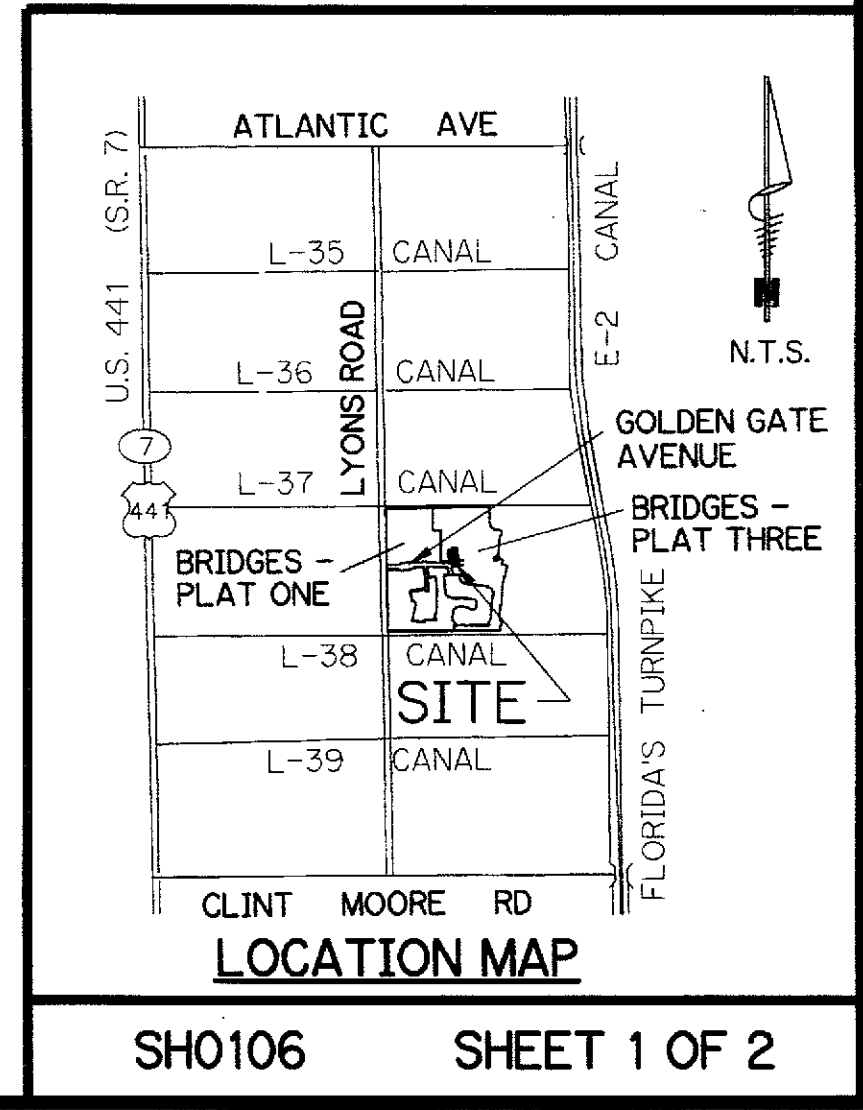 ATLANTIC AVE
U.S. 441 (S.R. 7)
E-2 CANAL
N
N.T.S.
L-35 CANAL
L-36 CANAL
LYONS ROAD
7
441
L-37 CANAL
GOLDEN GATE
AVENUE
BRIDGES -
PLAT THREE
BRIDGES -
PLAT ONE
L-38 CANAL
SITE
L-39 CANAL
FLORIDA'S TURNPIKE
CLINT MOORE RD
LOCATION MAP
SH0106 SHEET 1 OF 2